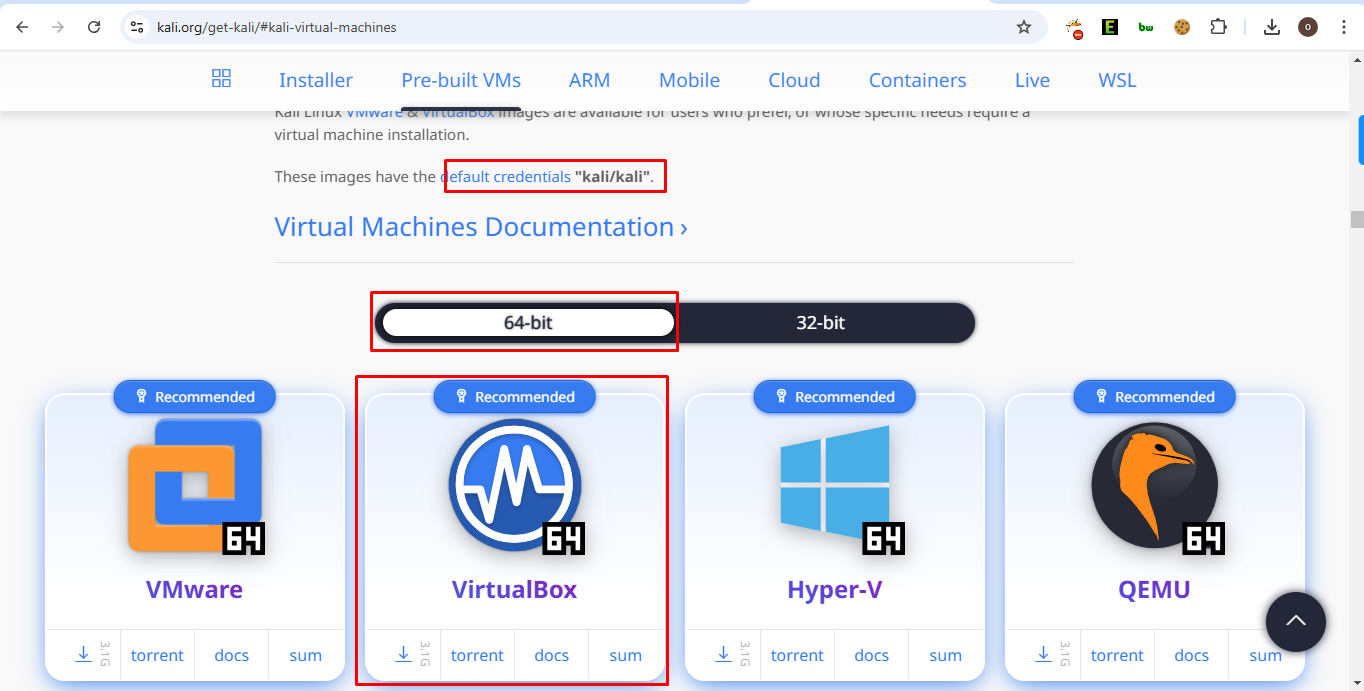 kali.org/get-kali/#kali-virtual-machines
E
bw
o
Installer Pre-built VMs ARM Mobile Cloud Containers Live WSL
Kali Linux VMware & VirtualBox images are available for users who prefer, or whose specific needs require a
virtual machine installation.
These images have the default credentials "kali/kali".
Virtual Machines Documentation ›
64-bit 32-bit
Recommended Recommended Recommended Recommended
64 64 64 64
VMware VirtualBox Hyper-V QEMU
3.1G torrent docs sum 3.1G torrent docs sum 3.1G torrent docs sum 3.1G torrent docs sum